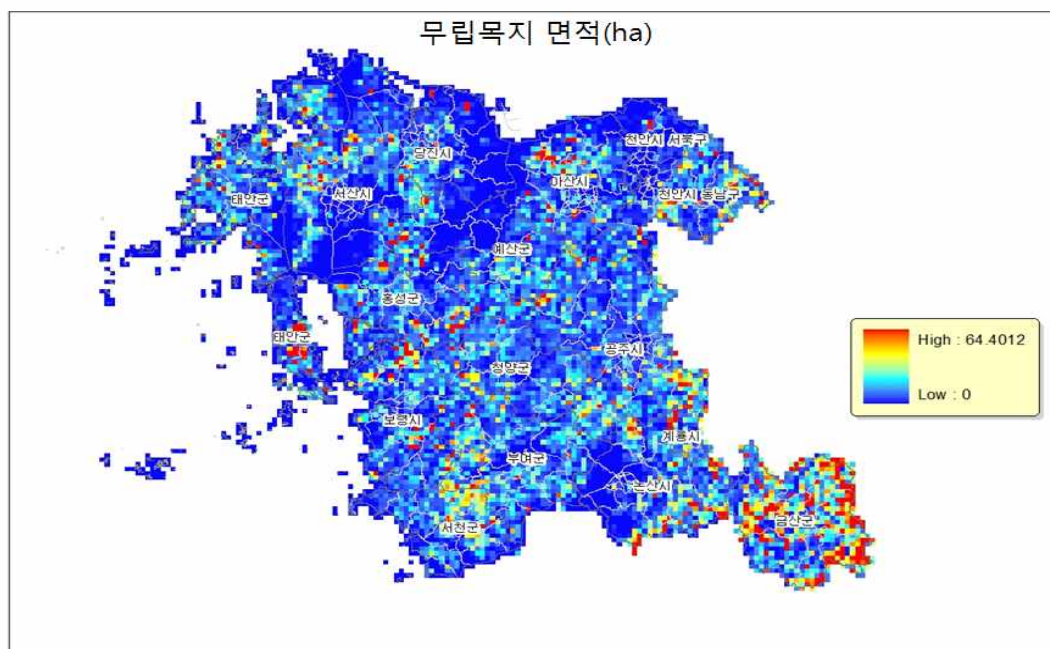 무립목지 면적(ha)
천안시 서북구
당진시
아산시
태안군
서산시
천안시 동남구
예산군
홍성군
태안군
공주시
High : 64.4012
청양군
Low : 0
보령시
계룡시
부여군
논산시
서천군
금산군